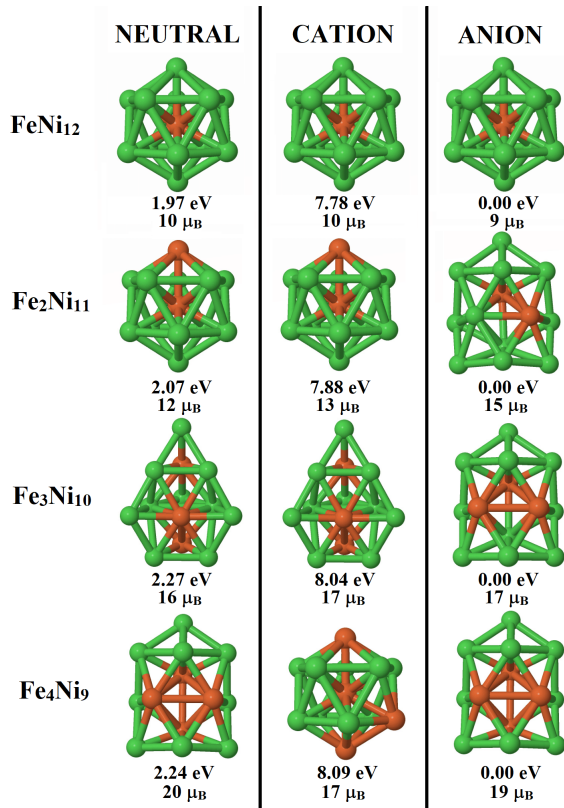 NEUTRAL CATION ANION
FeNi₁₂
1.97 eV 7.78 eV 0.00 eV
10 μB 10 μB 9 μB
Fe₂Ni₁₁
2.07 eV 7.88 eV 0.00 eV
12 μB 13 μB 15 μB
Fe₃Ni₁₀
2.27 eV 8.04 eV 0.00 eV
16 μB 17 μB 17 μB
Fe₄Ni₉
2.24 eV 8.09 eV 0.00 eV
20 μB 17 μB 19 μB